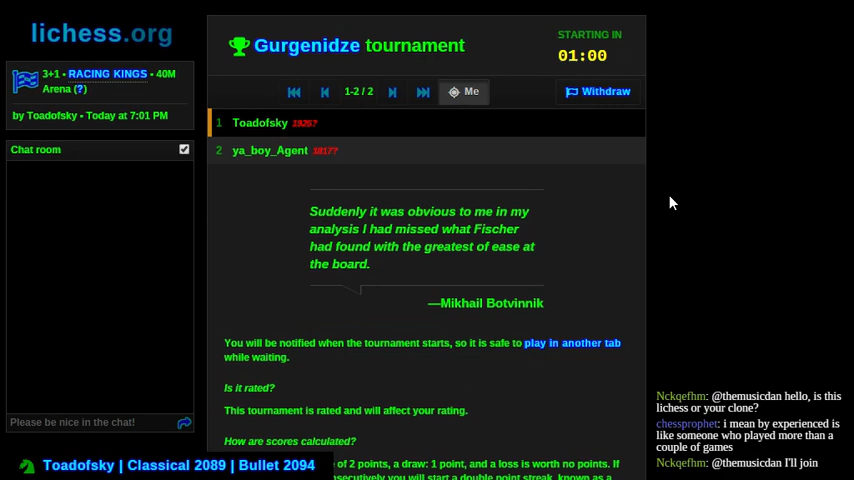 lichess.org
3+1 • RACING KINGS • 40M
Arena (?)
by Toadofsky • Today at 7:01 PM
Chat room
Please be nice in the chat!
Gurgenidze tournament
STARTING IN
01:00
1-2 / 2
Me
Withdraw
1 Toadofsky 1925?
2 ya_boy_Agent 1817?
Suddenly it was obvious to me in my
analysis I had missed what Fischer
had found with the greatest of ease at
the board.
—Mikhail Botvinnik
You will be notified when the tournament starts, so it is safe to play in another tab
while waiting.
Is it rated?
This tournament is rated and will affect your rating.
How are scores calculated?
of 2 points, a draw: 1 point, and a loss is worth no points. If
secutively you will start a double point streak, known as a
Toadofsky | Classical 2089 | Bullet 2094
Nckqefhm: @themusicdan hello, is this
lichess or your clone?
chessprophet: i mean by experienced is
like someone who played more than a
couple of games
Nckqefhm: @themusicdan I'll join